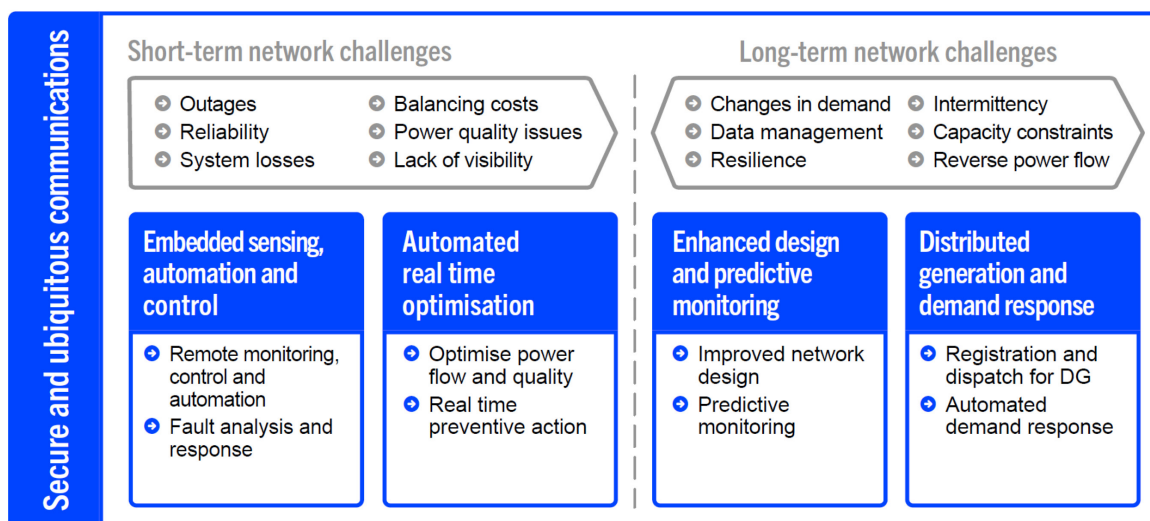 Secure and ubiquitous communications
Short-term network challenges
Outages
Reliability
System losses
Balancing costs
Power quality issues
Lack of visibility
Long-term network challenges
Changes in demand
Data management
Resilience
Intermittency
Capacity constraints
Reverse power flow
Embedded sensing,
automation and
control
Remote monitoring,
control and
automation
Fault analysis and
response
Automated
real time
optimisation
Optimise power
flow and quality
Real time
preventive action
Enhanced design
and predictive
monitoring
Improved network
design
Predictive
monitoring
Distributed
generation and
demand response
Registration and
dispatch for DG
Automated
demand response